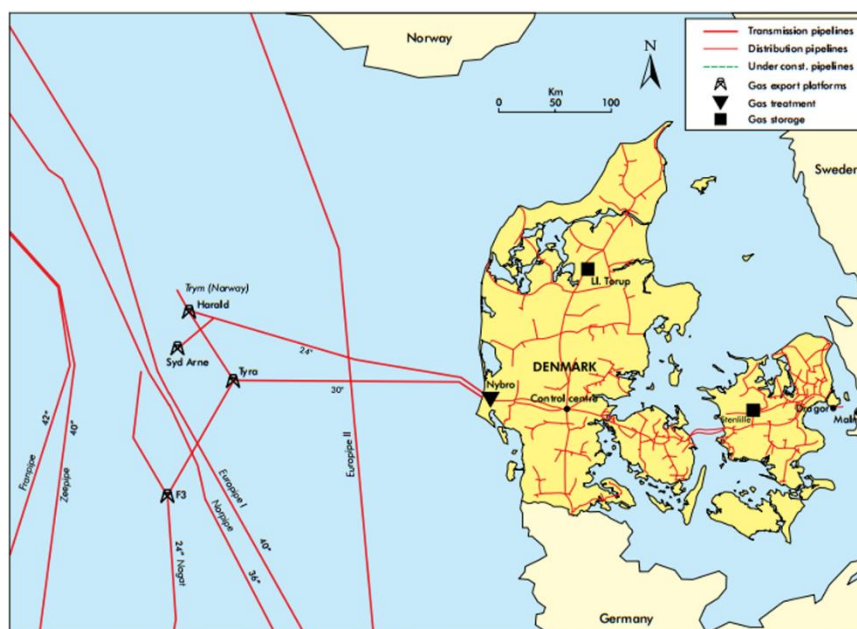 Norway
N
Km
0 50 100
Transmission pipelines
Distribution pipelines
Under const. pipelines
Gas export platforms
Gas treatment
Gas storage
Sweden
Trym (Norway)
Harald
Syd Arne
Tyra
24"
30"
Ll. Torup
DENMARK
Nybro
Control centre
Stenlille
Dragør
Malm
42"
40"
Franpipe
Zeepipe
F3
Europipe I
Norpipe
Europipe II
24" Nogat
36"
40"
Germany